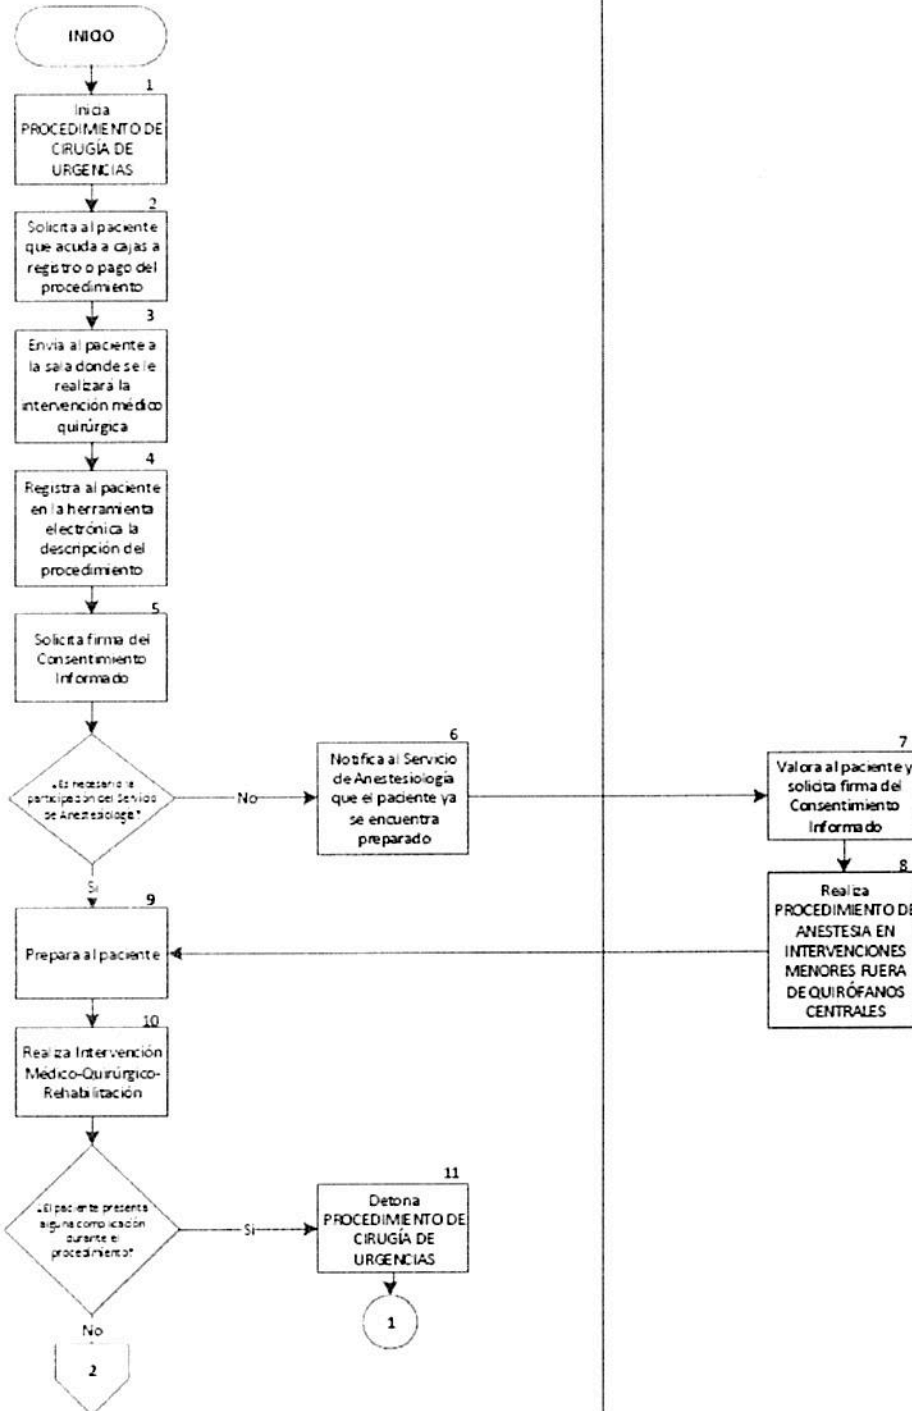 INICIO
1
Inicia
PROCEDIMIENTO DE
CIRUGÍA DE
URGENCIAS
2
Solicita al paciente
que acuda a cajas a
registro o pago del
procedimiento
3
Envía al paciente a
la sala donde se le
realizará la
intervención médico
quirúrgica
4
Registra al paciente
en la herramienta
electrónica la
descripción del
procedimiento
5
Solicita firma del
Consentimiento
Informado
¿Es necesario la
participación del Servicio
de Anestesiología?
No
6
Notifica al Servicio
de Anestesiología
que el paciente ya
se encuentra
preparado
7
Valora al paciente y
solicita firma del
Consentimiento
Informado
8
Realiza
PROCEDIMIENTO DE
ANESTESIA EN
INTERVENCIONES
MENORES FUERA
DE QUIRÓFANOS
CENTRALES
Si
9
Prepara al paciente
10
Realiza Intervención
Médico-Quirúrgico-
Rehabilitación
¿El paciente presenta
alguna complicación
durante el
procedimiento?
Si
11
Detona
PROCEDIMIENTO DE
CIRUGÍA DE
URGENCIAS
1
No
2